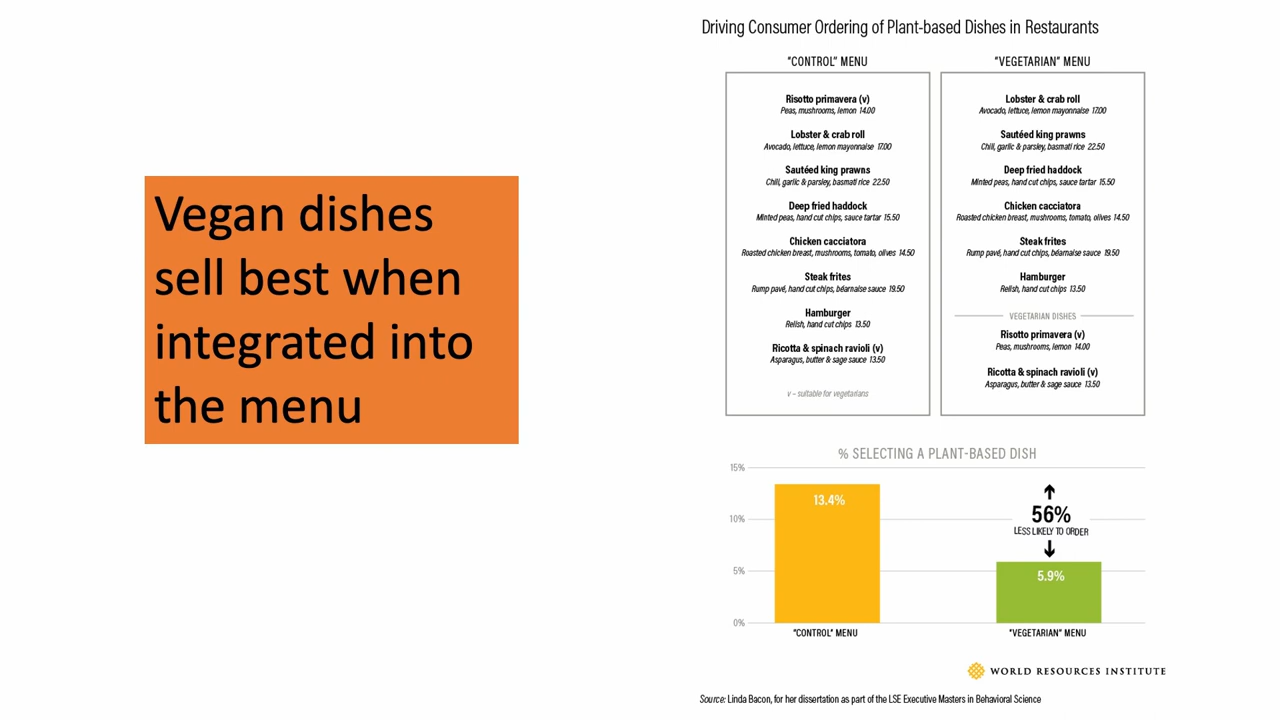 Vegan dishes
sell best when
integrated into
the menu
Driving Consumer Ordering of Plant-based Dishes in Restaurants
"CONTROL" MENU
Risotto primavera (v)
Peas, mushrooms, lemon 14.00
Lobster & crab roll
Avocado, lettuce, lemon mayonnaise 17.00
Sautéed king prawns
Chili, garlic & parsley, basmati rice 22.50
Deep fried haddock
Minted peas, hand cut chips, sauce tartar 15.50
Chicken cacciatora
Roasted chicken breast, mushrooms, tomato, olives 14.50
Steak frites
Rump pavé, hand cut chips, béarnaise sauce 19.50
Hamburger
Relish, hand cut chips 13.50
Ricotta & spinach ravioli (v)
Asparagus, butter & sage sauce 13.50
v – suitable for vegetarians
"VEGETARIAN" MENU
Lobster & crab roll
Avocado, lettuce, lemon mayonnaise 17.00
Sautéed king prawns
Chili, garlic & parsley, basmati rice 22.50
Deep fried haddock
Minted peas, hand cut chips, sauce tartar 15.50
Chicken cacciatora
Roasted chicken breast, mushrooms, tomato, olives 14.50
Steak frites
Rump pavé, hand cut chips, béarnaise sauce 19.50
Hamburger
Relish, hand cut chips 13.50
VEGETARIAN DISHES
Risotto primavera (v)
Peas, mushrooms, lemon 14.00
Ricotta & spinach ravioli (v)
Asparagus, butter & sage sauce 13.50
% SELECTING A PLANT-BASED DISH
15%
10%
5%
0%
13.4%
56%
LESS LIKELY TO ORDER
5.9%
"CONTROL" MENU
"VEGETARIAN" MENU
WORLD RESOURCES INSTITUTE
Source: Linda Bacon, for her dissertation as part of the LSE Executive Masters in Behavioral Science